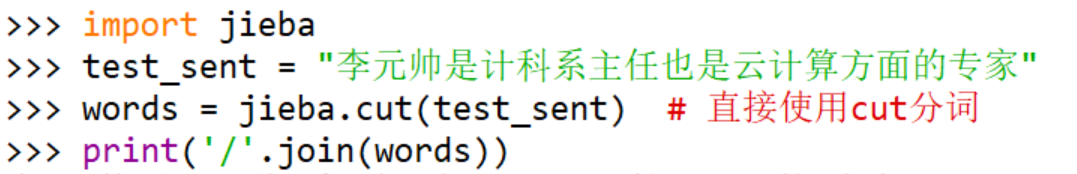 >>> import jieba
>>> test_sent = "李元帅是计科系主任也是云计算方面的专家"
>>> words = jieba.cut(test_sent)  # 直接使用cut分词
>>> print('/'.join(words))